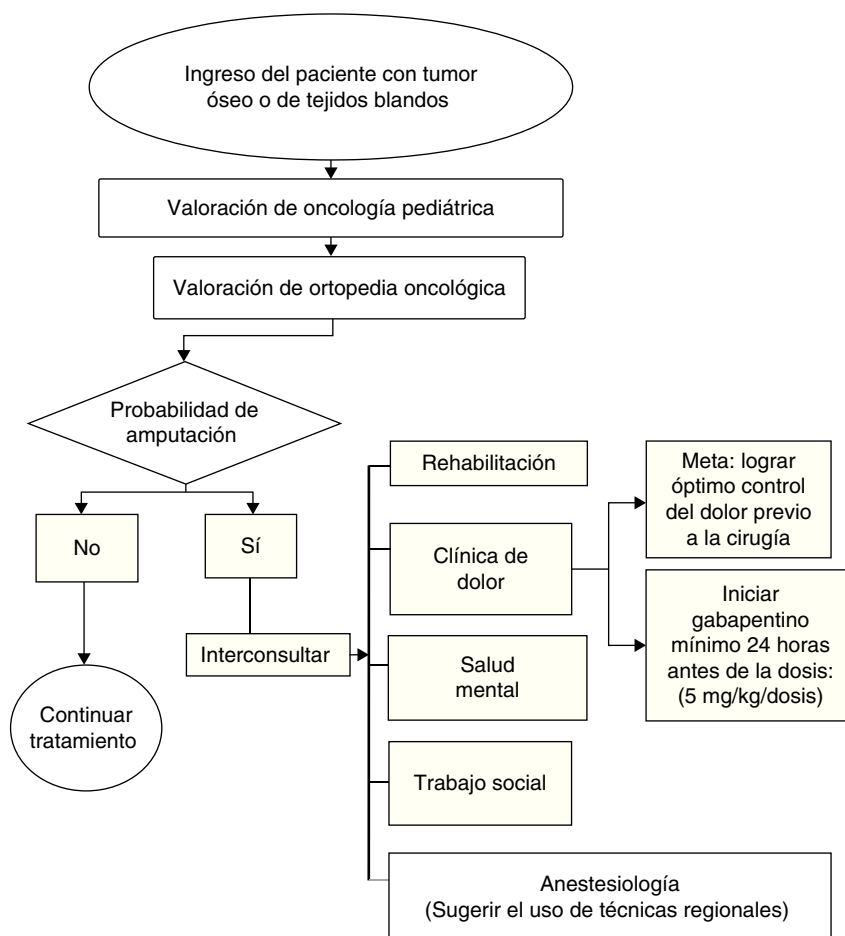 Ingreso del paciente con tumor
óseo o de tejidos blandos
Valoración de oncología pediátrica
Valoración de ortopedia oncológica
Probabilidad de
amputación
No
Sí
Continuar
tratamiento
Interconsultar
Rehabilitación
Clínica de
dolor
Meta: lograr
óptimo control
del dolor previo
a la cirugía
Iniciar
gabapentino
mínimo 24 horas
antes de la dosis:
(5 mg/kg/dosis)
Salud
mental
Trabajo social
Anestesiología
(Sugerir el uso de técnicas regionales)